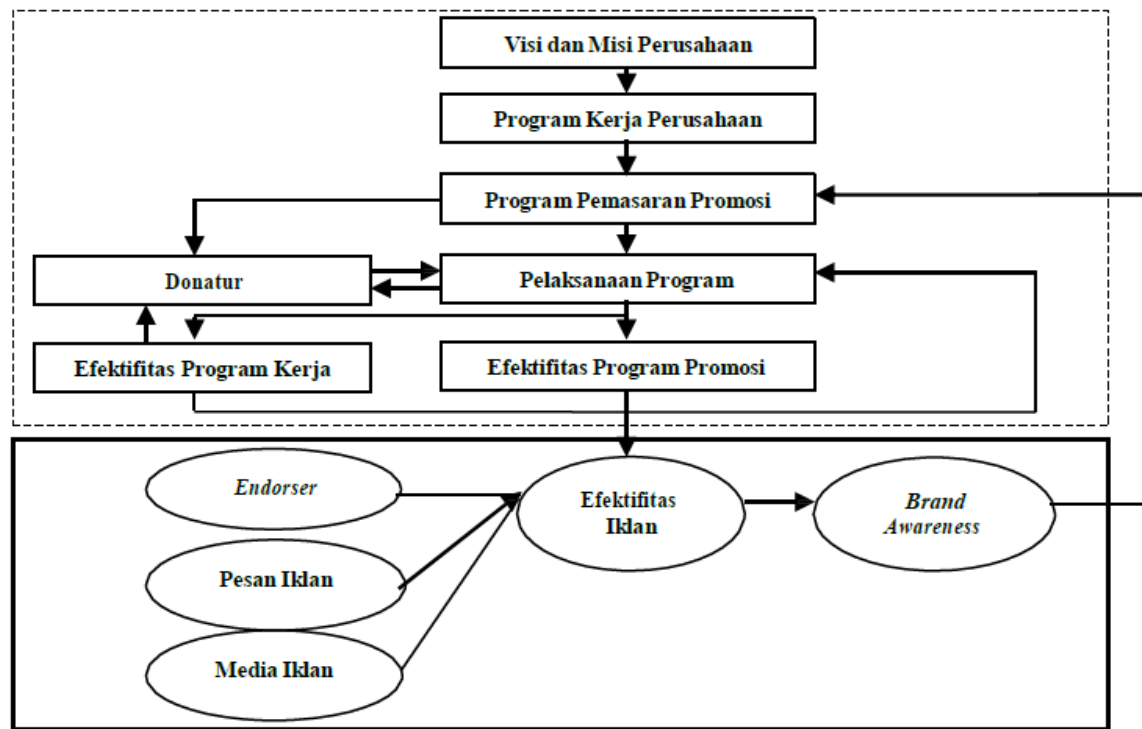 Visi dan Misi Perusahaan
Program Kerja Perusahaan
Program Pemasaran Promosi
Donatur
Pelaksanaan Program
Efektifitas Program Kerja
Efektifitas Program Promosi
Endorser
Efektifitas
Iklan
Brand
Awareness
Pesan Iklan
Media Iklan